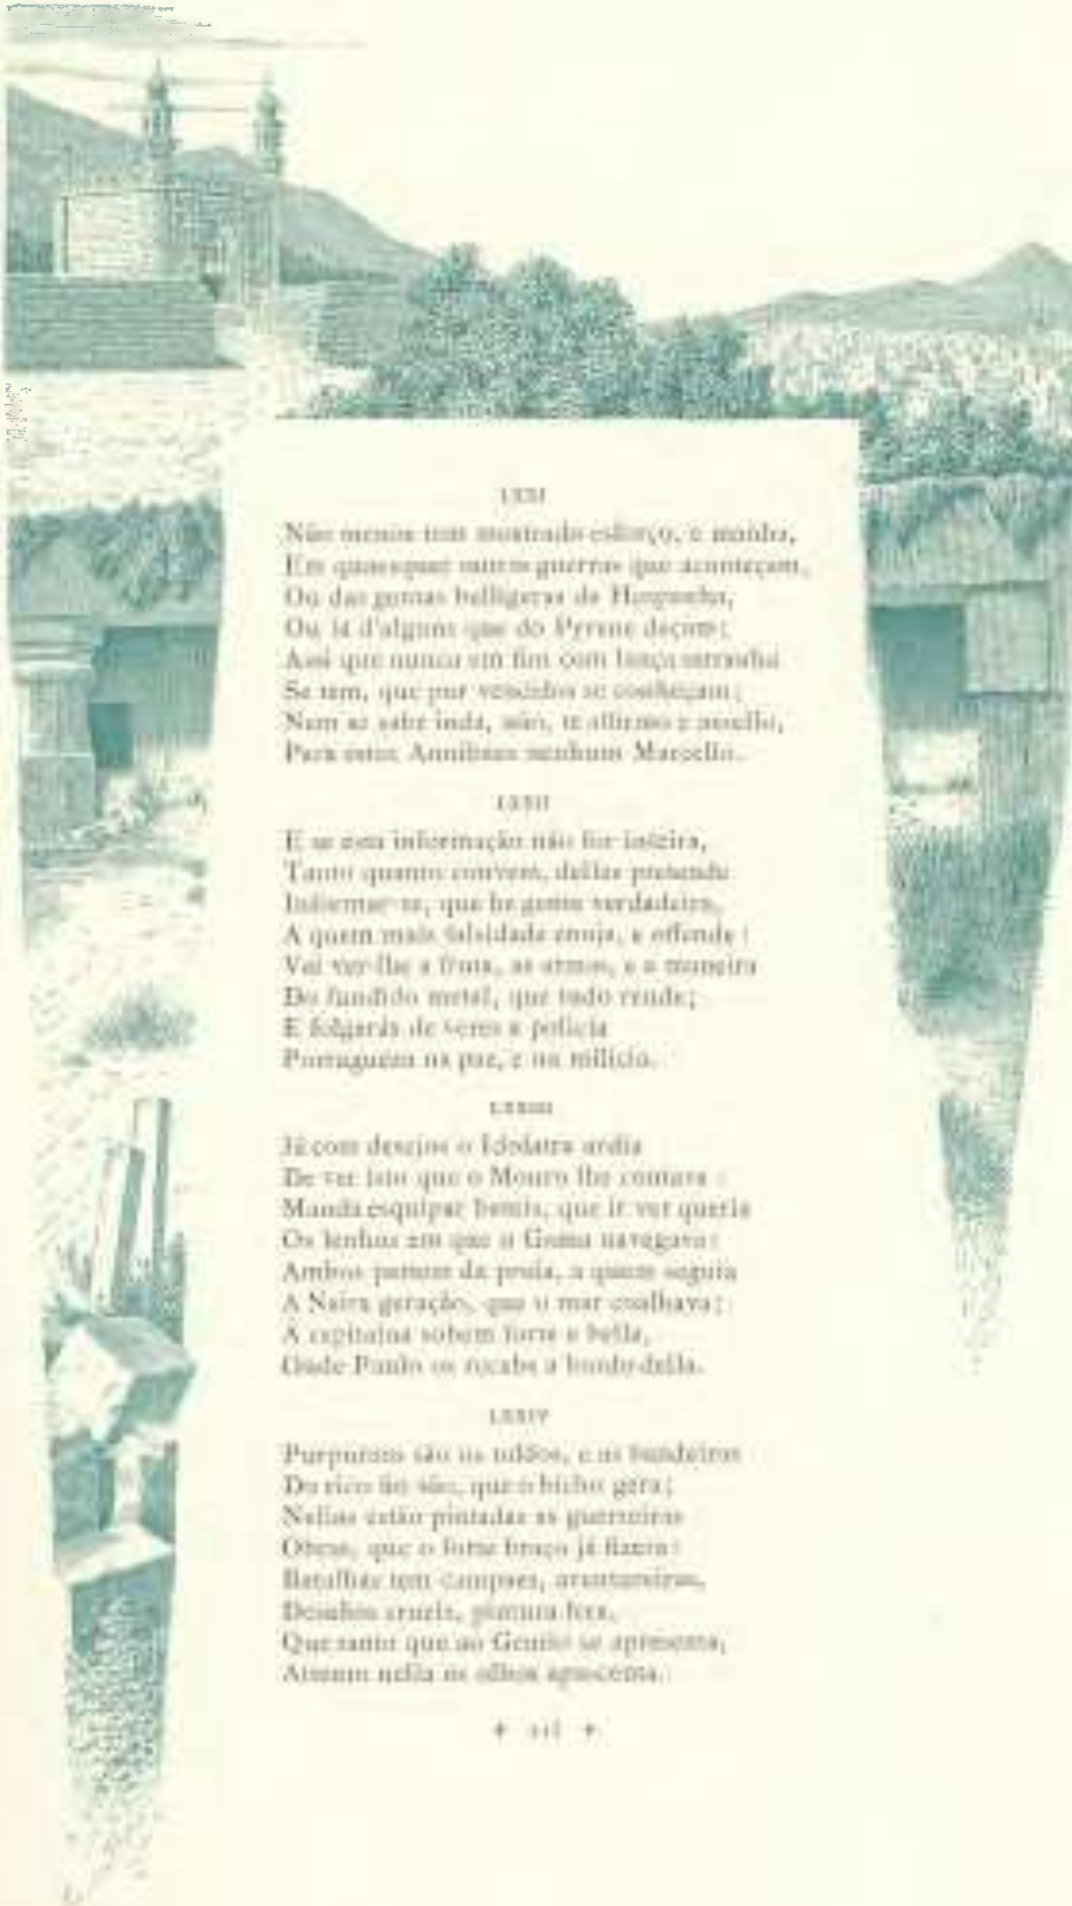 LXXI
Não menos tem mostrado esforço, e manha,
Em quaesquer outras guerras que aconteçam,
Ou das gentes belligeras de Hespanha,
Ou lá d'alguns que do Pyrene deçam:
Assi que nunca em fim com lança estranha
Se tem, que por vencidos se conheçam;
Nem se sabe inda, não, te affirmo e assello,
Para estes Annibaes nenhum Marcello.
LXXII
E se esta informação não for inteira,
Tanto quanto convem, delles pretende
Informar-te, que he gente verdadeira,
A quem mais falsidade enoja, e offende:
Vai ver-lhe a frota, as armas, e a maneira
Do fundido metal, que tudo rende;
E folgarás de veres a policia
Portugueza na paz, e na milicia.
LXXIII
Já com desejos o Idolatra ardia
De ver isto que o Mouro lhe contava:
Manda esquipar bateis, que ir ver queria
Os lenhos em que o Gama navegava:
Ambos partem da praia, a quem seguia
A Naira geração, que o mar coalhava;
Á capitaina sobem forte e bella,
Onde Paulo os recebe a bordo della.
LXXIV
Purpureos são os toldos, e as bandeiras
Do rico fio são, que o bicho gera;
Nellas estão pintadas as guerreiras
Obras, que o forte braço já fizera:
Batalhas tem campaes, aventureiras,
Desafios crueis, pintura fera,
Que tanto que ao Gentio se apresenta,
Attento nella os olhos apacenta.